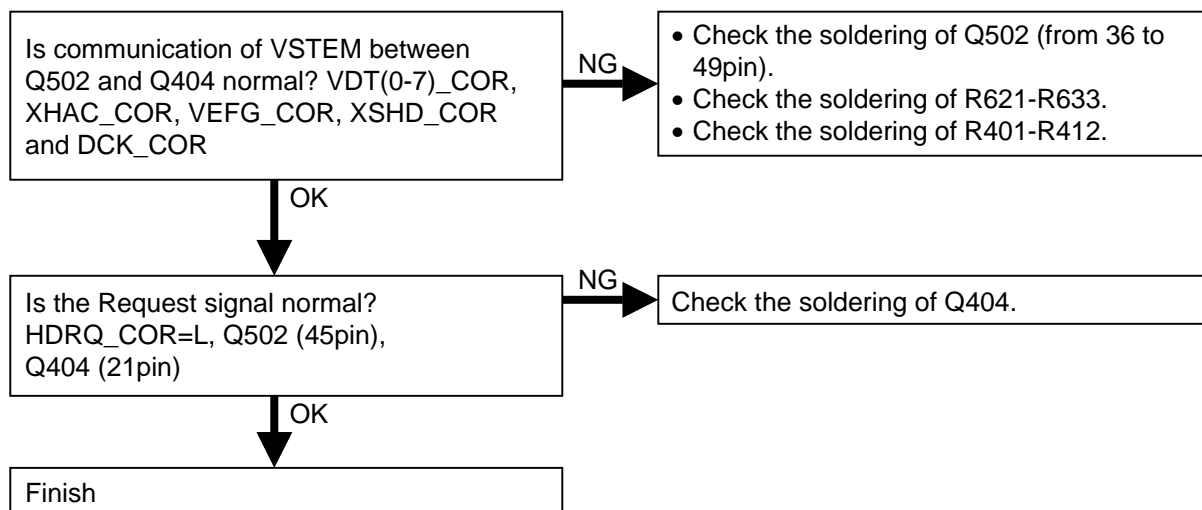 Is communication of VSTEM between
Q502 and Q404 normal? VDT(0-7)_COR,
XHAC_COR, VEFG_COR, XSHD_COR
and DCK_COR
NG
• Check the soldering of Q502 (from 36 to
49pin).
• Check the soldering of R621-R633.
• Check the soldering of R401-R412.
OK
Is the Request signal normal?
HDRQ_COR=L, Q502 (45pin),
Q404 (21pin)
NG
Check the soldering of Q404.
OK
Finish